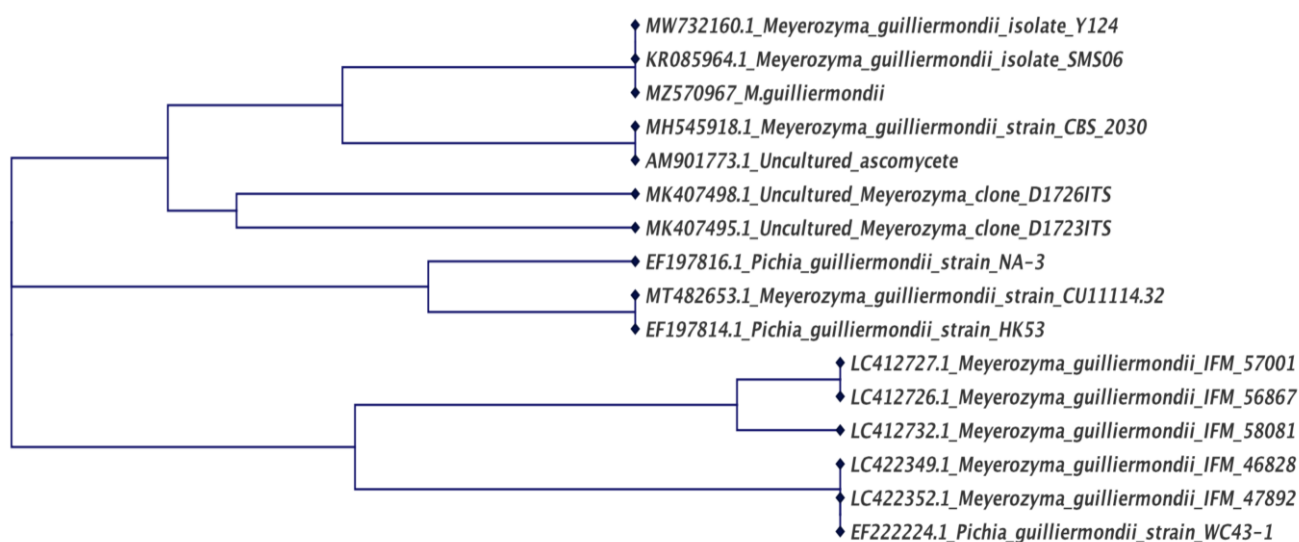 MW732160.1_Meyerozyma_guilliermondii_isolate_Y124
KR085964.1_Meyerozyma_guilliermondii_isolate_SMS06
MZ570967_M.guilliermondii
MH545918.1_Meyerozyma_guilliermondii_strain_CBS_2030
AM901773.1_Uncultured_ascomycete
MK407498.1_Uncultured_Meyerozyma_clone_D1726ITS
MK407495.1_Uncultured_Meyerozyma_clone_D1723ITS
EF197816.1_Pichia_guilliermondii_strain_NA-3
MT482653.1_Meyerozyma_guilliermondii_strain_CU11114.32
EF197814.1_Pichia_guilliermondii_strain_HK53
LC412727.1_Meyerozyma_guilliermondii_IFM_57001
LC412726.1_Meyerozyma_guilliermondii_IFM_56867
LC412732.1_Meyerozyma_guilliermondii_IFM_58081
LC422349.1_Meyerozyma_guilliermondii_IFM_46828
LC422352.1_Meyerozyma_guilliermondii_IFM_47892
EF222224.1_Pichia_guilliermondii_strain_WC43-1